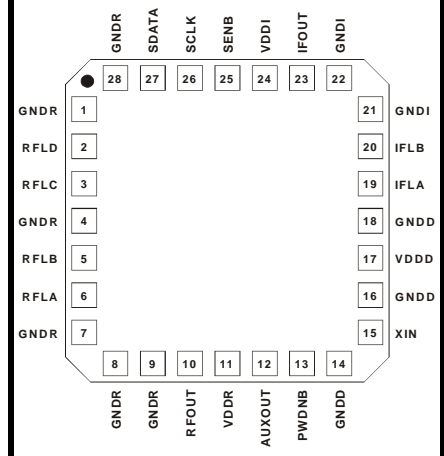 GNDR SDATA SCLK SENB VDDI IFOUT GNDI
28 27 26 25 24 23 22
GNDR 1 21 GNDI
RFLD 2 20 IFLB
RFLC 3 19 IFLA
GNDR 4 18 GNDD
RFLB 5 17 VDDD
RFLA 6 16 GNDD
GNDR 7 15 XIN
8 9 10 11 12 13 14
GNDR GNDR RFOUT VDDR AUXOUT PWDNB GNDD